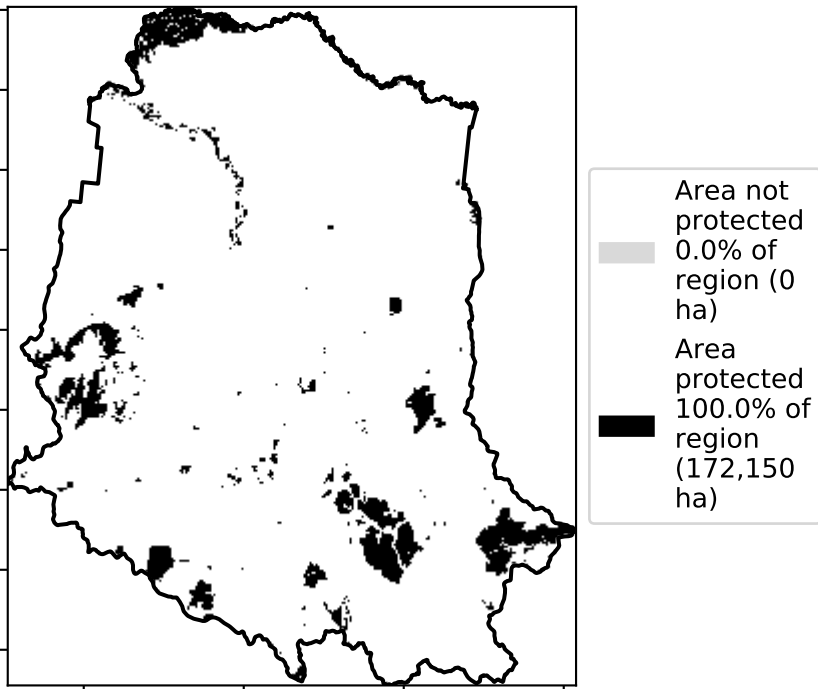 Area not
protected
0.0% of
region (0
ha)
Area
protected
100.0% of
region
(172,150
ha)